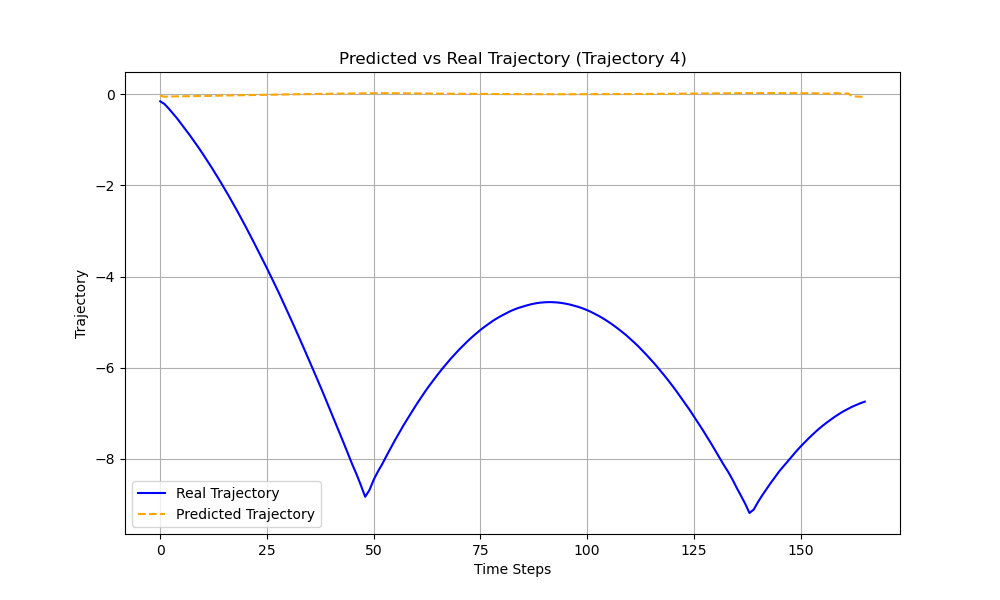 Predicted vs Real Trajectory (Trajectory 4)
Trajectory
0
−2
−4
−6
−8
Real Trajectory
Predicted Trajectory
0 25 50 75 100 125 150
Time Steps